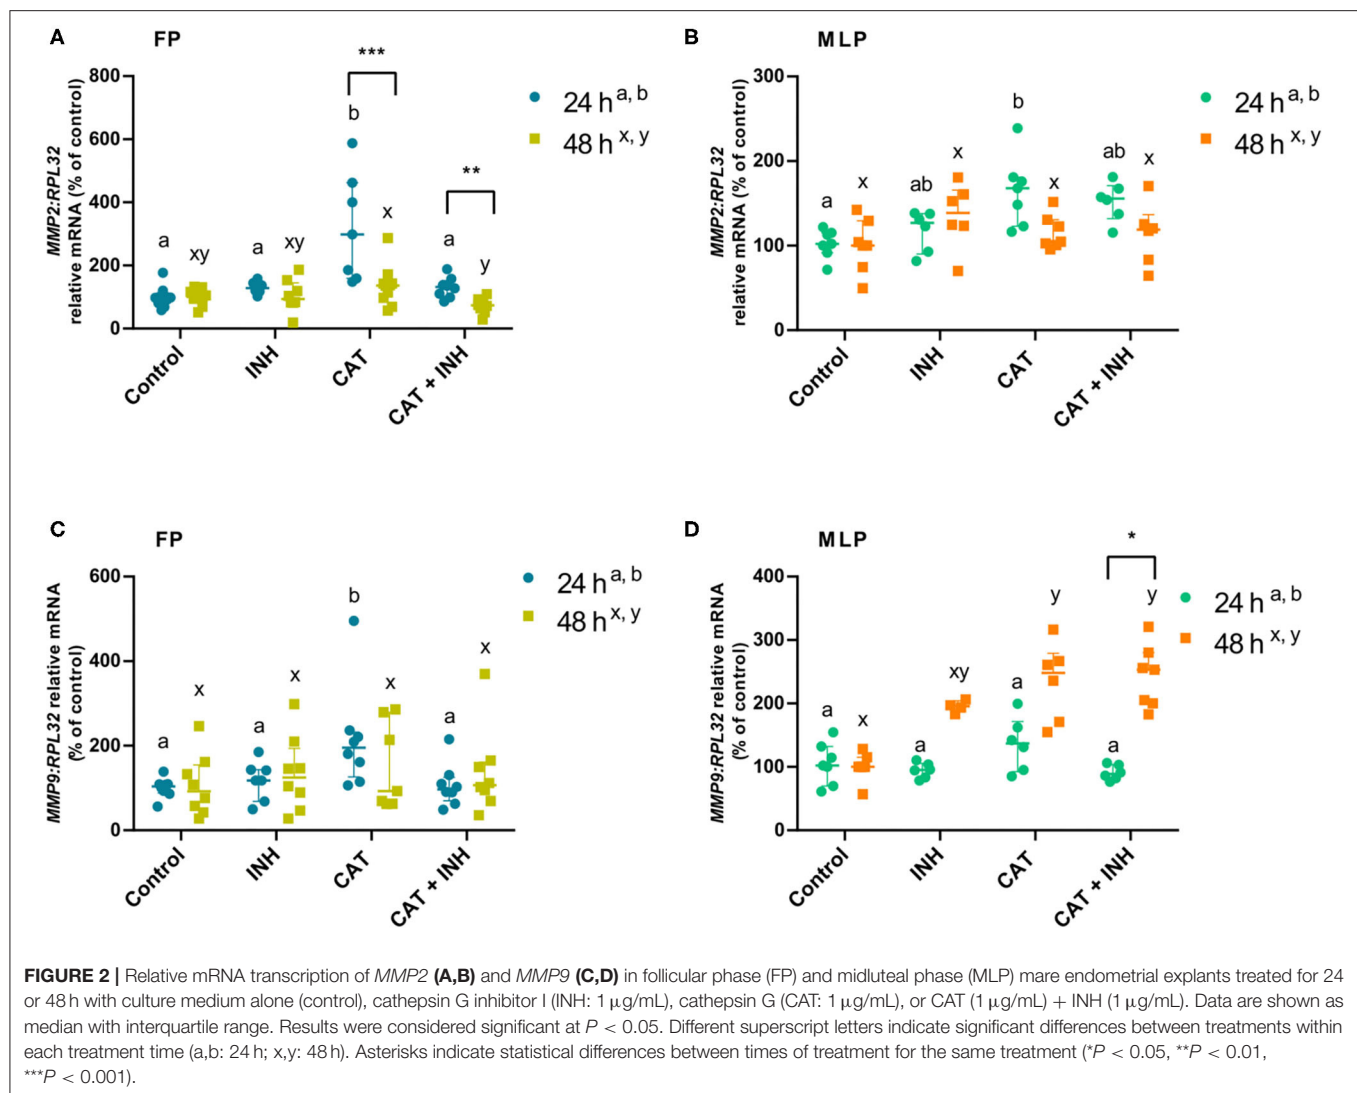 A FP
***
800
600
400
200
0
MMP2:RPL32
relative mRNA (% of control)
a xy a xy b x ** a y
24 h a, b
48 h x, y
Control INH CAT CAT + INH
B MLP
300
200
100
0
MMP2:RPL32
relative mRNA (% of control)
a x ab x b x ab x
24 h a, b
48 h x, y
Control INH CAT CAT + INH
C FP
600
400
200
0
MMP9:RPL32 relative mRNA
(% of control)
a x a x b x a x
24 h a, b
48 h x, y
Control INH CAT CAT + INH
D MLP
*
400
300
200
100
0
MMP9:RPL32 relative mRNA
(% of control)
a x a xy a y a y
24 h a, b
48 h x, y
Control INH CAT CAT + INH
FIGURE 2 | Relative mRNA transcription of MMP2 (A,B) and MMP9 (C,D) in follicular phase (FP) and midluteal phase (MLP) mare endometrial explants treated for 24
or 48 h with culture medium alone (control), cathepsin G inhibitor I (INH: 1 μg/mL), cathepsin G (CAT: 1 μg/mL), or CAT (1 μg/mL) + INH (1 μg/mL). Data are shown as
median with interquartile range. Results were considered significant at P < 0.05. Different superscript letters indicate significant differences between treatments within
each treatment time (a,b: 24 h; x,y: 48 h). Asterisks indicate statistical differences between times of treatment for the same treatment (*P < 0.05, **P < 0.01,
***P < 0.001).